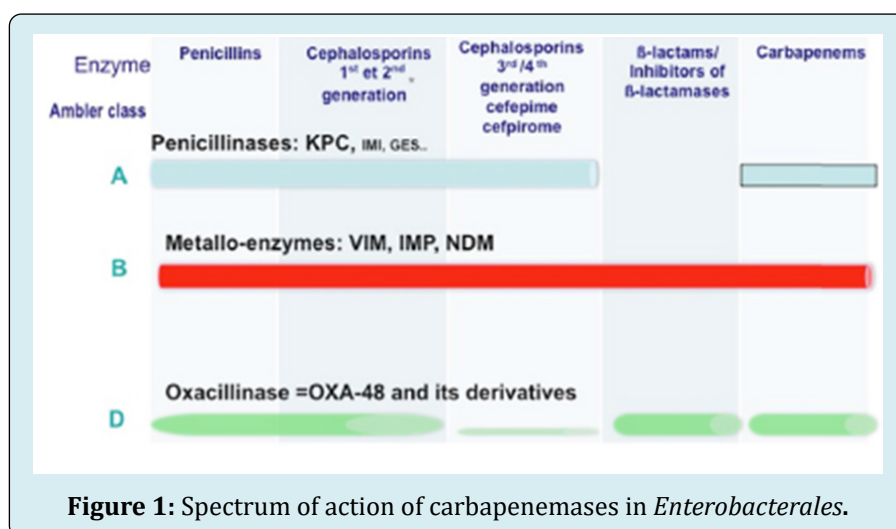 Enzyme
Ambler class
Penicillins
Cephalosporins
1st et 2nd
generation
Cephalosporins
3rd /4th
generation
cefepime
cefpirome
ß-lactams/
Inhibitors of
ß-lactamases
Carbapenems
Penicillinases: KPC, IMI, GES..
A
Metallo-enzymes: VIM, IMP, NDM
B
Oxacillinase =OXA-48 and its derivatives
D
Figure 1: Spectrum of action of carbapenemases in Enterobacterales.